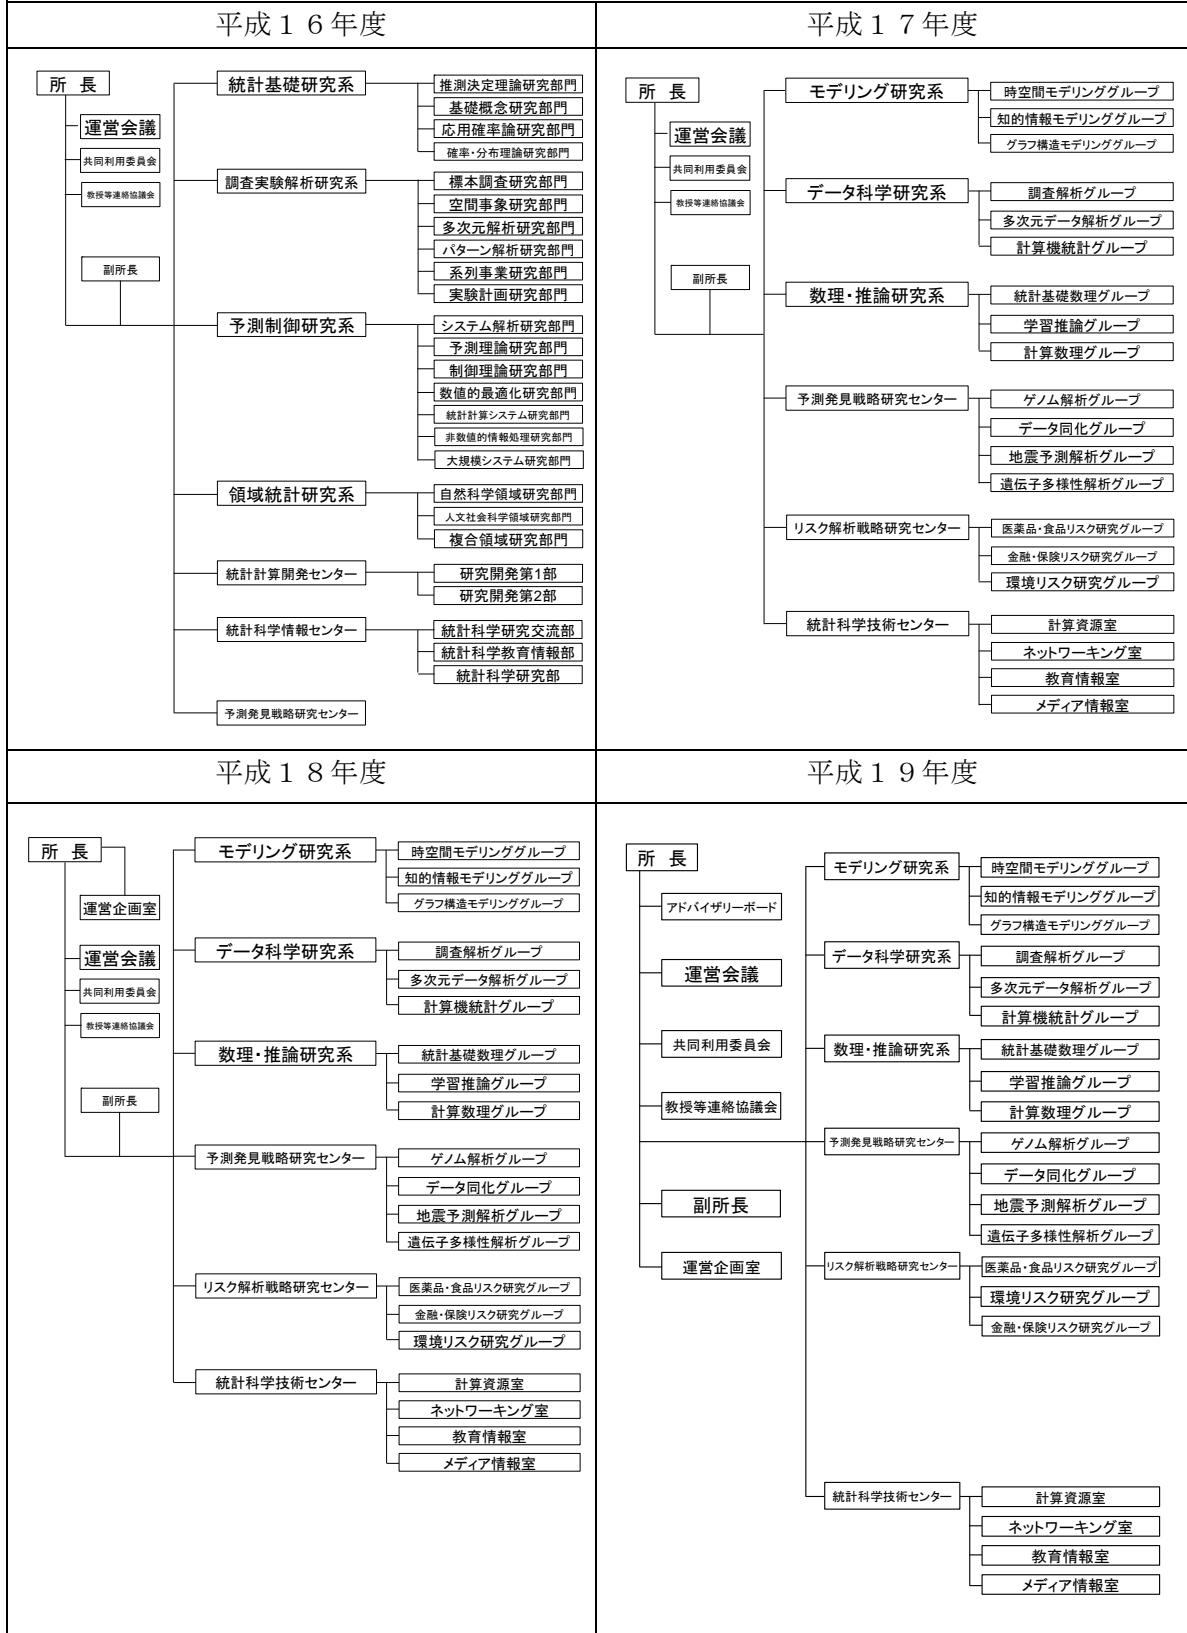 平成１６年度
所 長
運営会議
共同利用委員会
教授等連絡協議会
副所長
統計基礎研究系
推測決定理論研究部門
基礎概念研究部門
応用確率論研究部門
確率・分布理論研究部門
調査実験解析研究系
標本調査研究部門
空間事象研究部門
多次元解析研究部門
パターン解析研究部門
系列事業研究部門
実験計画研究部門
予測制御研究系
システム解析研究部門
予測理論研究部門
制御理論研究部門
数値的最適化研究部門
統計計算システム研究部門
非数値的情報処理研究部門
大規模システム研究部門
領域統計研究系
自然科学領域研究部門
人文社会科学領域研究部門
複合領域研究部門
統計計算開発センター
研究開発第1部
研究開発第2部
統計科学情報センター
統計科学研究交流部
統計科学教育情報部
統計科学研究部
予測発見戦略研究センター
平成１７年度
所 長
運営会議
共同利用委員会
教授等連絡協議会
副所長
モデリング研究系
時空間モデリンググループ
知的情報モデリンググループ
グラフ構造モデリンググループ
データ科学研究系
調査解析グループ
多次元データ解析グループ
計算機統計グループ
数理・推論研究系
統計基礎数理グループ
学習推論グループ
計算数理グループ
予測発見戦略研究センター
ゲノム解析グループ
データ同化グループ
地震予測解析グループ
遺伝子多様性解析グループ
リスク解析戦略研究センター
医薬品・食品リスク研究グループ
金融・保険リスク研究グループ
環境リスク研究グループ
統計科学技術センター
計算資源室
ネットワーキング室
教育情報室
メディア情報室
平成１８年度
所 長
運営企画室
運営会議
共同利用委員会
教授等連絡協議会
副所長
モデリング研究系
時空間モデリンググループ
知的情報モデリンググループ
グラフ構造モデリンググループ
データ科学研究系
調査解析グループ
多次元データ解析グループ
計算機統計グループ
数理・推論研究系
統計基礎数理グループ
学習推論グループ
計算数理グループ
予測発見戦略研究センター
ゲノム解析グループ
データ同化グループ
地震予測解析グループ
遺伝子多様性解析グループ
リスク解析戦略研究センター
医薬品・食品リスク研究グループ
金融・保険リスク研究グループ
環境リスク研究グループ
統計科学技術センター
計算資源室
ネットワーキング室
教育情報室
メディア情報室
平成１９年度
所 長
アドバイザリーボード
運営会議
共同利用委員会
教授等連絡協議会
副所長
運営企画室
モデリング研究系
時空間モデリンググループ
知的情報モデリンググループ
グラフ構造モデリンググループ
データ科学研究系
調査解析グループ
多次元データ解析グループ
計算機統計グループ
数理・推論研究系
統計基礎数理グループ
学習推論グループ
計算数理グループ
予測発見戦略研究センター
ゲノム解析グループ
データ同化グループ
地震予測解析グループ
遺伝子多様性解析グループ
リスク解析戦略研究センター
医薬品・食品リスク研究グループ
環境リスク研究グループ
金融・保険リスク研究グループ
統計科学技術センター
計算資源室
ネットワーキング室
教育情報室
メディア情報室